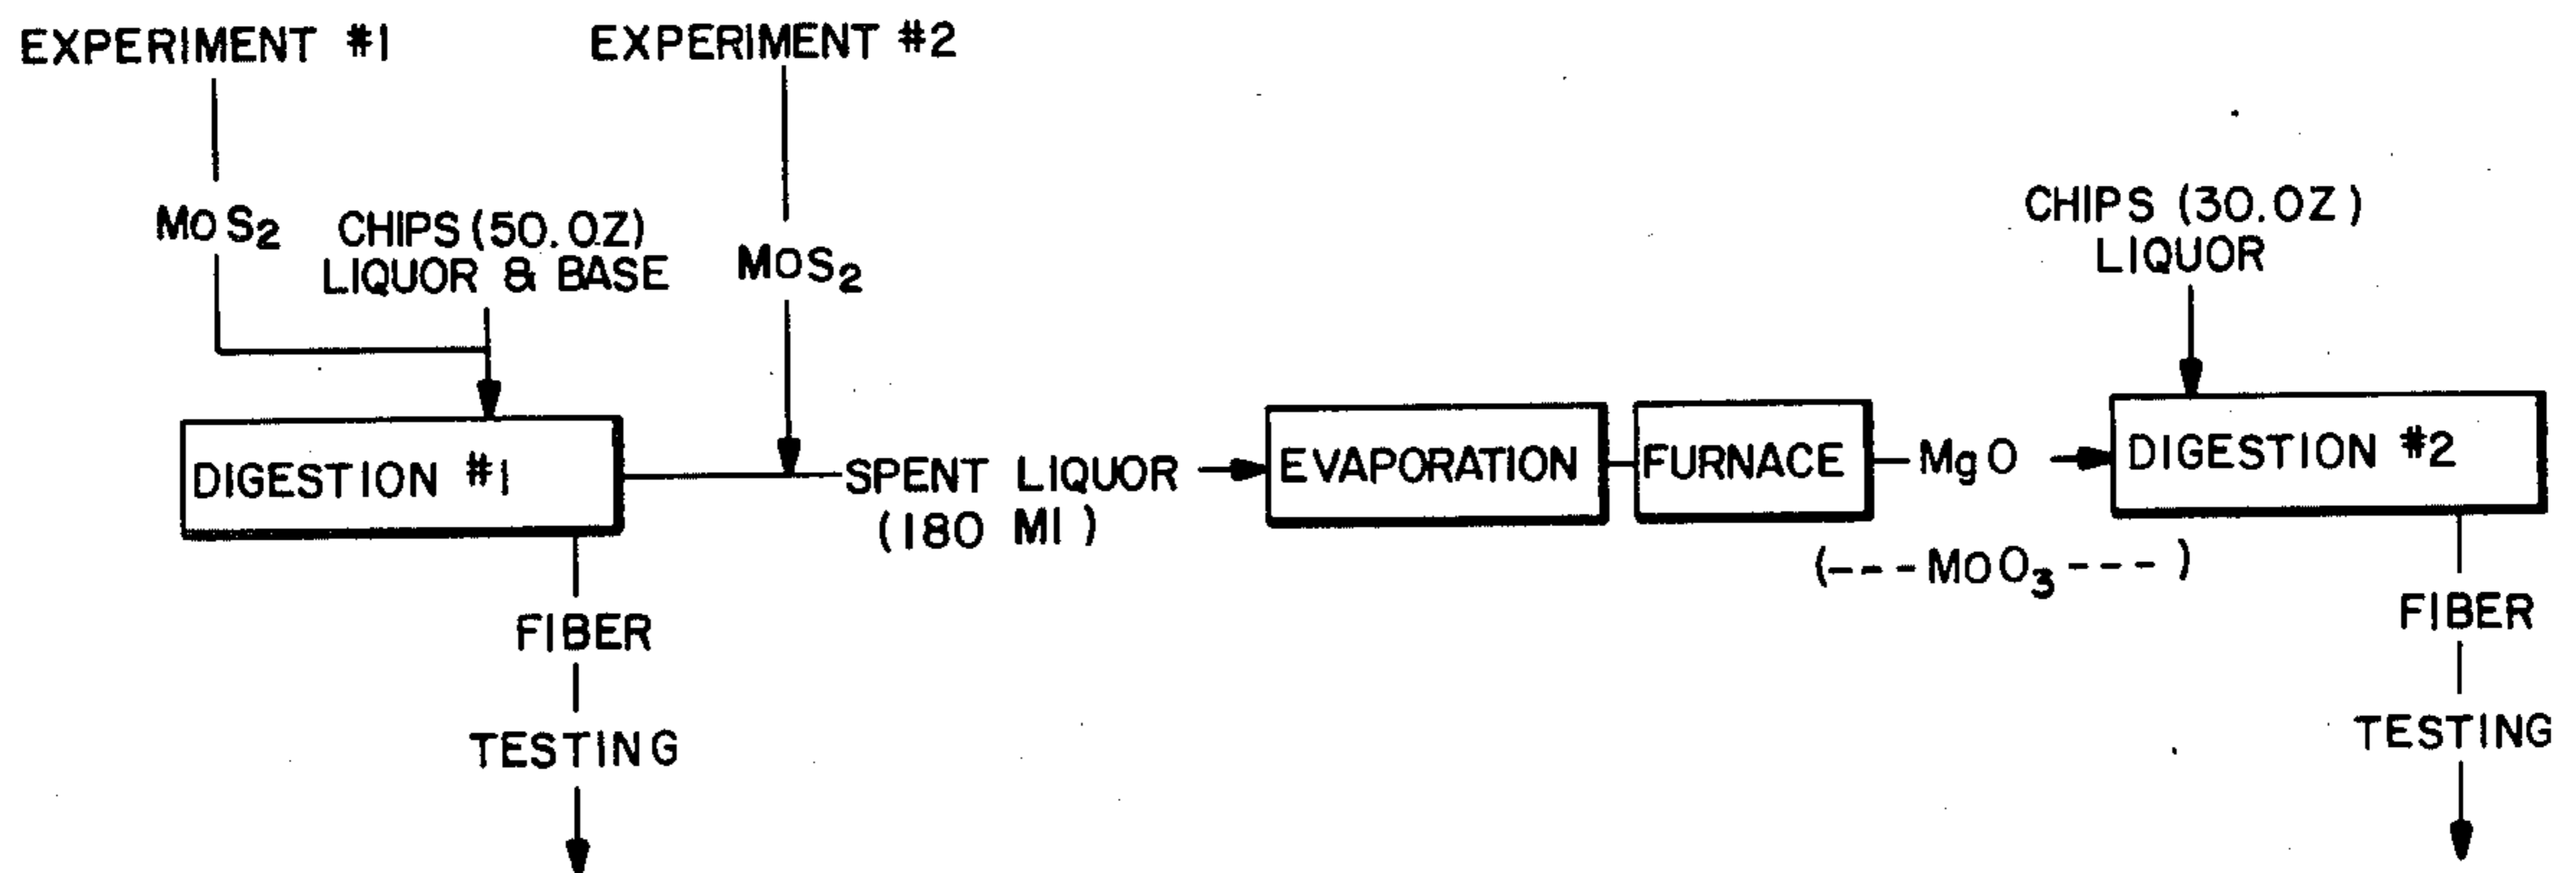 EXPERIMENT #1
EXPERIMENT #2
MoS2
CHIPS (50.OZ)
LIQUOR & BASE
MoS2
CHIPS (30.OZ)
LIQUOR
DIGESTION #1
SPENT LIQUOR
(180 Ml)
EVAPORATION
FURNACE
MgO
DIGESTION #2
(---MoO3---)
FIBER
TESTING
FIBER
TESTING